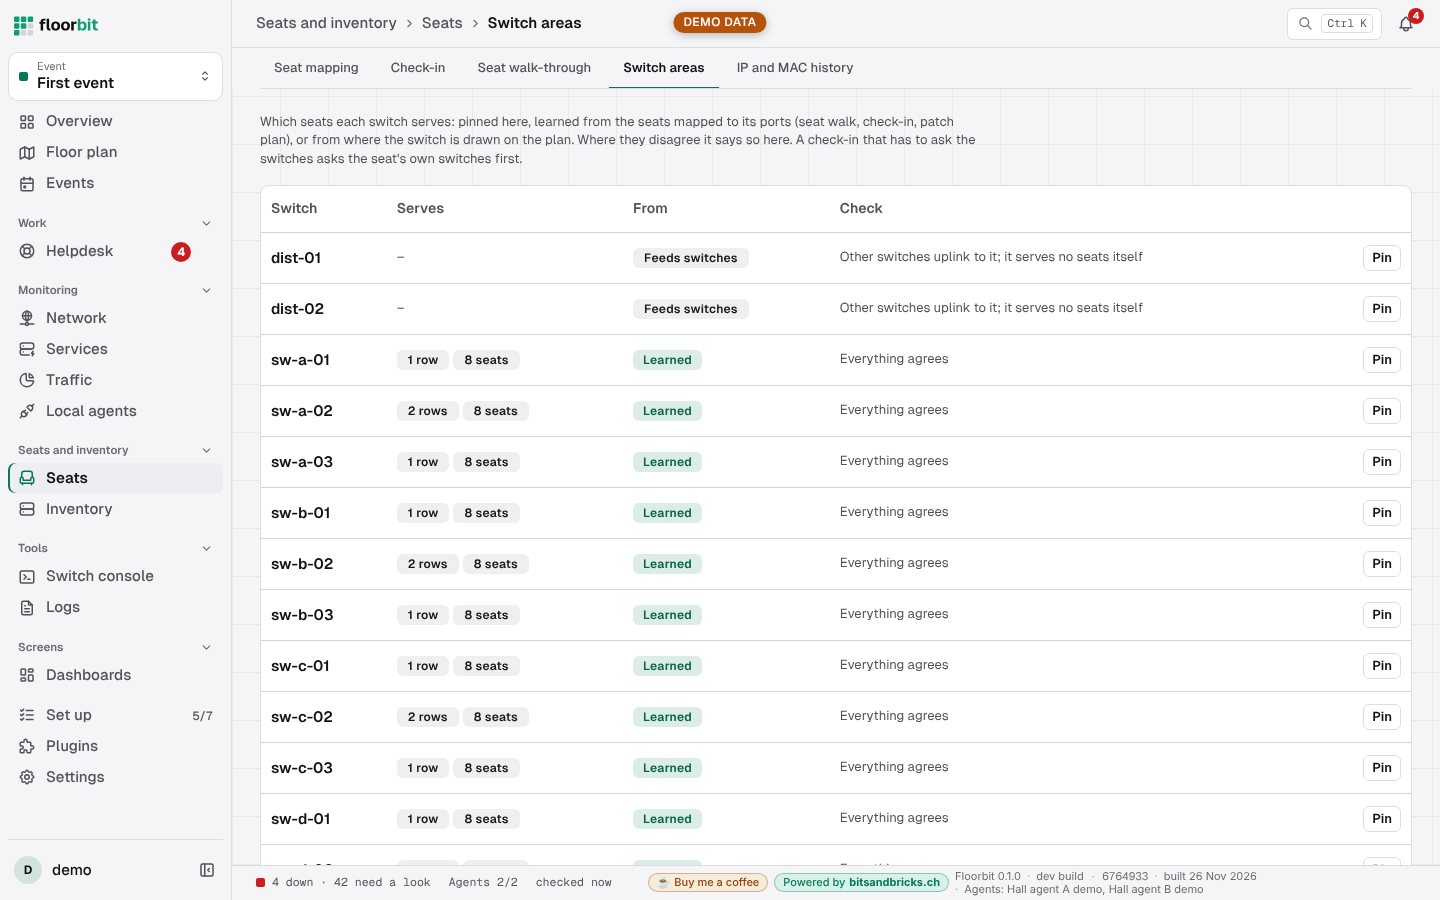 floorbit
Event
First event
Overview
Floor plan
Events
Work
Helpdesk 4
Monitoring
Network
Services
Traffic
Local agents
Seats and inventory
Seats
Inventory
Tools
Switch console
Logs
Screens
Dashboards
Set up 5/7
Plugins
Settings
D demo
Seats and inventory > Seats > Switch areas
DEMO DATA
Ctrl K
4
Seat mapping Check-in Seat walk-through Switch areas IP and MAC history
Which seats each switch serves: pinned here, learned from the seats mapped to its ports (seat walk, check-in, patch
plan), or from where the switch is drawn on the plan. Where they disagree it says so here. A check-in that has to ask the
switches asks the seat's own switches first.
Switch Serves From Check
dist-01 – Feeds switches Other switches uplink to it; it serves no seats itself Pin
dist-02 – Feeds switches Other switches uplink to it; it serves no seats itself Pin
sw-a-01 1 row 8 seats Learned Everything agrees Pin
sw-a-02 2 rows 8 seats Learned Everything agrees Pin
sw-a-03 1 row 8 seats Learned Everything agrees Pin
sw-b-01 1 row 8 seats Learned Everything agrees Pin
sw-b-02 2 rows 8 seats Learned Everything agrees Pin
sw-b-03 1 row 8 seats Learned Everything agrees Pin
sw-c-01 1 row 8 seats Learned Everything agrees Pin
sw-c-02 2 rows 8 seats Learned Everything agrees Pin
sw-c-03 1 row 8 seats Learned Everything agrees Pin
sw-d-01 1 row 8 seats Learned Everything agrees Pin
4 down · 42 need a look Agents 2/2 checked now
Buy me a coffee
Powered by bitsandbricks.ch
Floorbit 0.1.0 · dev build · 6764933 · built 26 Nov 2026
· Agents: Hall agent A demo, Hall agent B demo